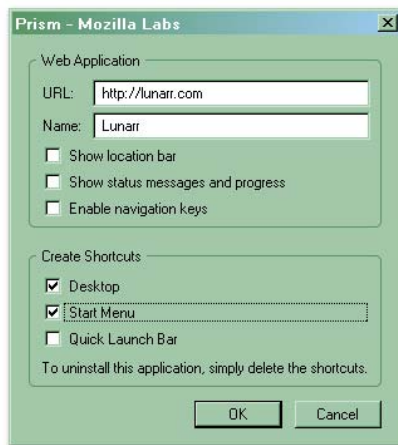 Prism - Mozilla Labs
Web Application
URL: http://lunarr.com
Name: Lunarr
Show location bar
Show status messages and progress
Enable navigation keys
Create Shortcuts
Desktop
Start Menu
Quick Launch Bar
To uninstall this application, simply delete the shortcuts.
OK Cancel